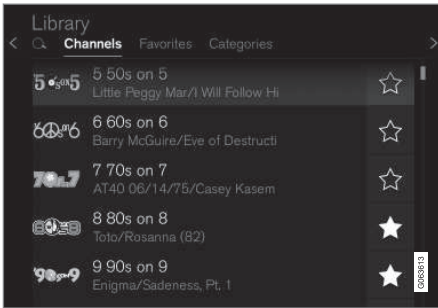 Library
Channels Favorites Categories
5 50s on 5
Little Peggy Mar/I Will Follow Hi
6 60s on 6
Barry McGuire/Eve of Destructi
7 70s on 7
AT40 06/14/75/Casey Kasem
8 80s on 8
Toto/Rosanna (82)
9 90s on 9
Enigma/Sadeness, Pt. 1
G063613